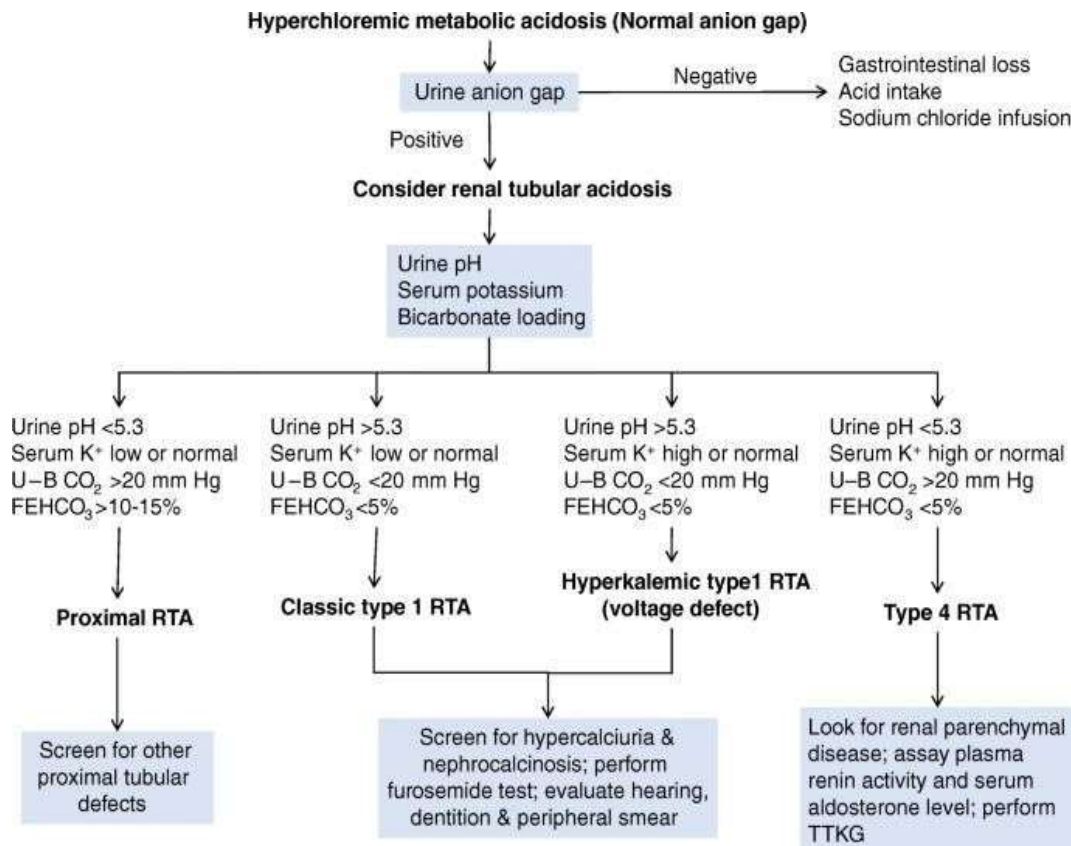 Hyperchloremic metabolic acidosis (Normal anion gap)
Urine anion gap
Negative
Gastrointestinal loss
Acid intake
Sodium chloride infusion
Positive
Consider renal tubular acidosis
Urine pH
Serum potassium
Bicarbonate loading
Urine pH <5.3
Serum K⁺ low or normal
U–B CO₂ >20 mm Hg
FEHCO₃>10-15%
Proximal RTA
Screen for other
proximal tubular
defects
Urine pH >5.3
Serum K⁺ low or normal
U–B CO₂ <20 mm Hg
FEHCO₃ <5%
Classic type 1 RTA
Urine pH >5.3
Serum K⁺ high or normal
U–B CO₂ <20 mm Hg
FEHCO₃<5%
Hyperkalemic type1 RTA
(voltage defect)
Screen for hypercalciuria &
nephrocalcinosis; perform
furosemide test; evaluate hearing,
dentition & peripheral smear
Urine pH <5.3
Serum K⁺ high or normal
U–B CO₂ >20 mm Hg
FEHCO₃ <5%
Type 4 RTA
Look for renal parenchymal
disease; assay plasma
renin activity and serum
aldosterone level; perform
TTKG